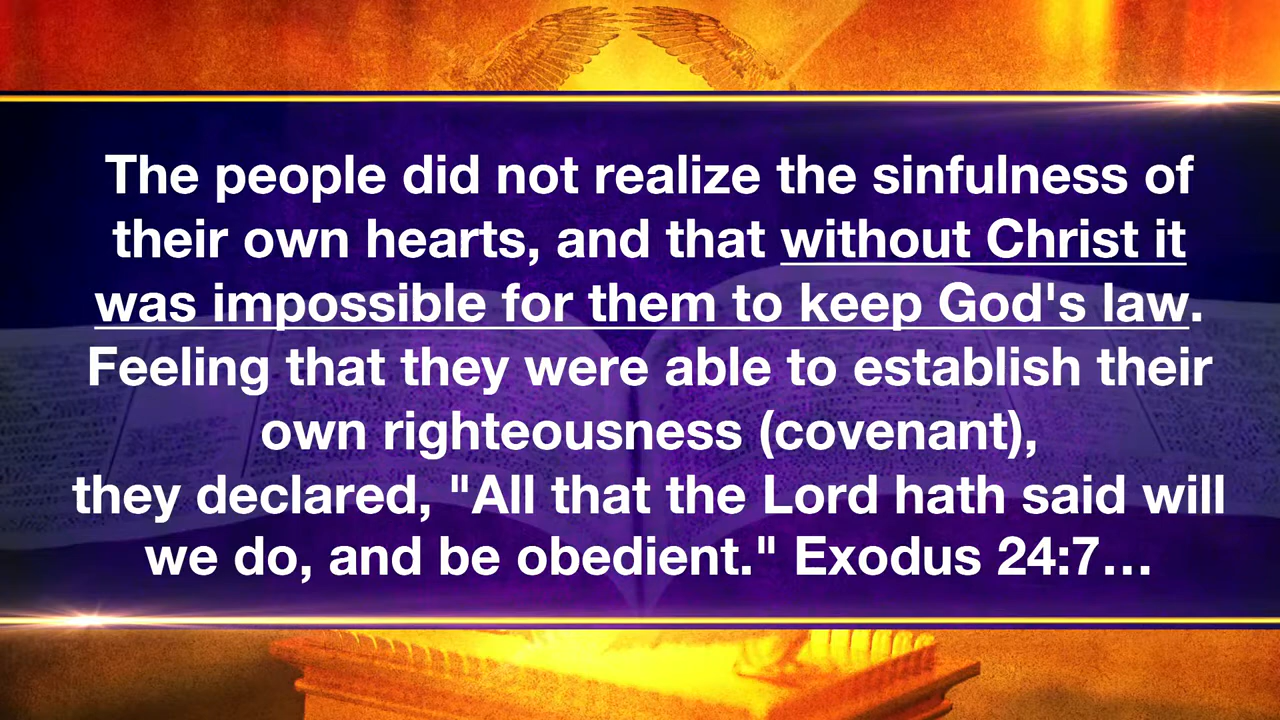 The people did not realize the sinfulness of
their own hearts, and that without Christ it
was impossible for them to keep God's law.
Feeling that they were able to establish their
own righteousness (covenant),
they declared, "All that the Lord hath said will
we do, and be obedient." Exodus 24:7...